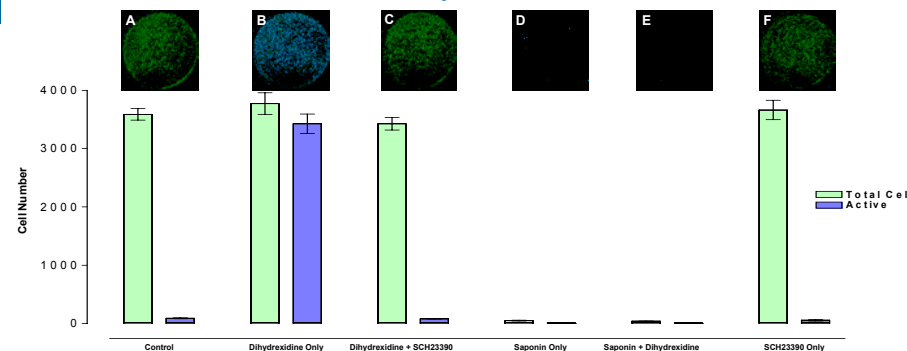 A B C D E F
4000
3000
2000
1000
0
Cell Number
Total Cel
Active
Control Dihydrexidine Only Dihydrexidine + SCH23390 Saponin Only Saponin + Dihydrexidine SCH23390 Only